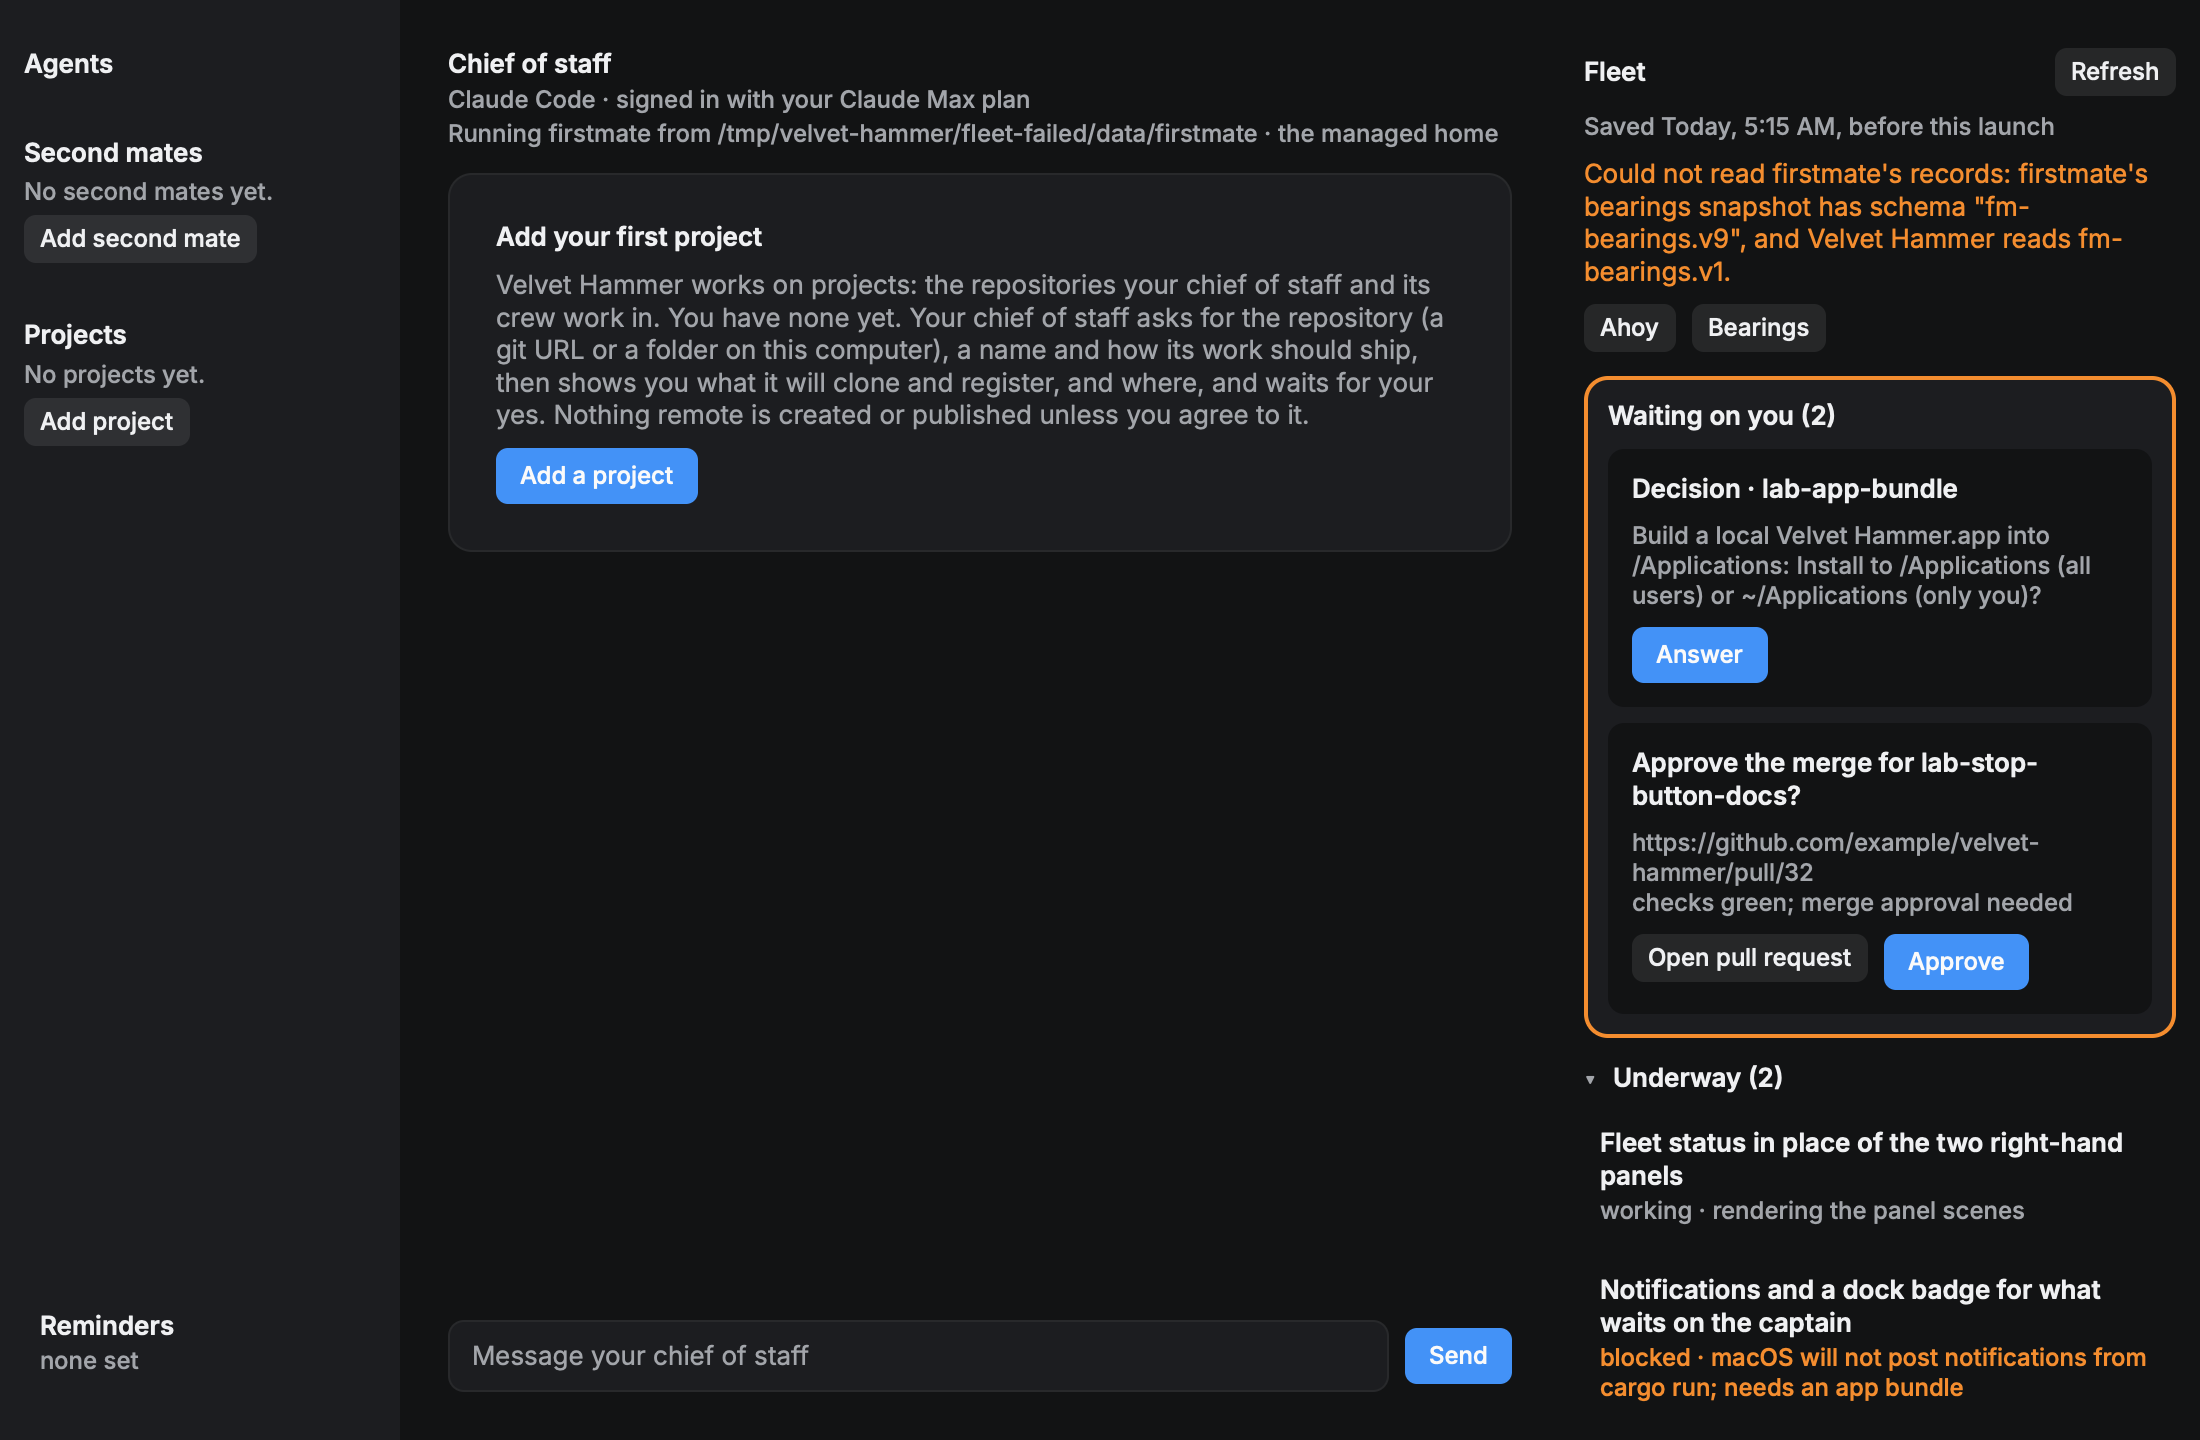 Agents
Second mates
No second mates yet.
Add second mate
Projects
No projects yet.
Add project
Reminders
none set
Chief of staff
Claude Code · signed in with your Claude Max plan
Running firstmate from /tmp/velvet-hammer/fleet-failed/data/firstmate · the managed home
Add your first project
Velvet Hammer works on projects: the repositories your chief of staff and its
crew work in. You have none yet. Your chief of staff asks for the repository (a
git URL or a folder on this computer), a name and how its work should ship,
then shows you what it will clone and register, and where, and waits for your
yes. Nothing remote is created or published unless you agree to it.
Add a project
Message your chief of staff
Send
Fleet
Refresh
Saved Today, 5:15 AM, before this launch
Could not read firstmate's records: firstmate's
bearings snapshot has schema "fm-
bearings.v9", and Velvet Hammer reads fm-
bearings.v1.
Ahoy
Bearings
Waiting on you (2)
Decision · lab-app-bundle
Build a local Velvet Hammer.app into
/Applications: Install to /Applications (all
users) or ~/Applications (only you)?
Answer
Approve the merge for lab-stop-
button-docs?
https://github.com/example/velvet-
hammer/pull/32
checks green; merge approval needed
Open pull request
Approve
Underway (2)
Fleet status in place of the two right-hand
panels
working · rendering the panel scenes
Notifications and a dock badge for what
waits on the captain
blocked · macOS will not post notifications from
cargo run; needs an app bundle